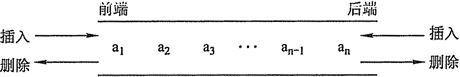 前端 后端
插入 a₁ a₂ a₃ ⋯ aₙ₋₁ aₙ 插入
删除 删除